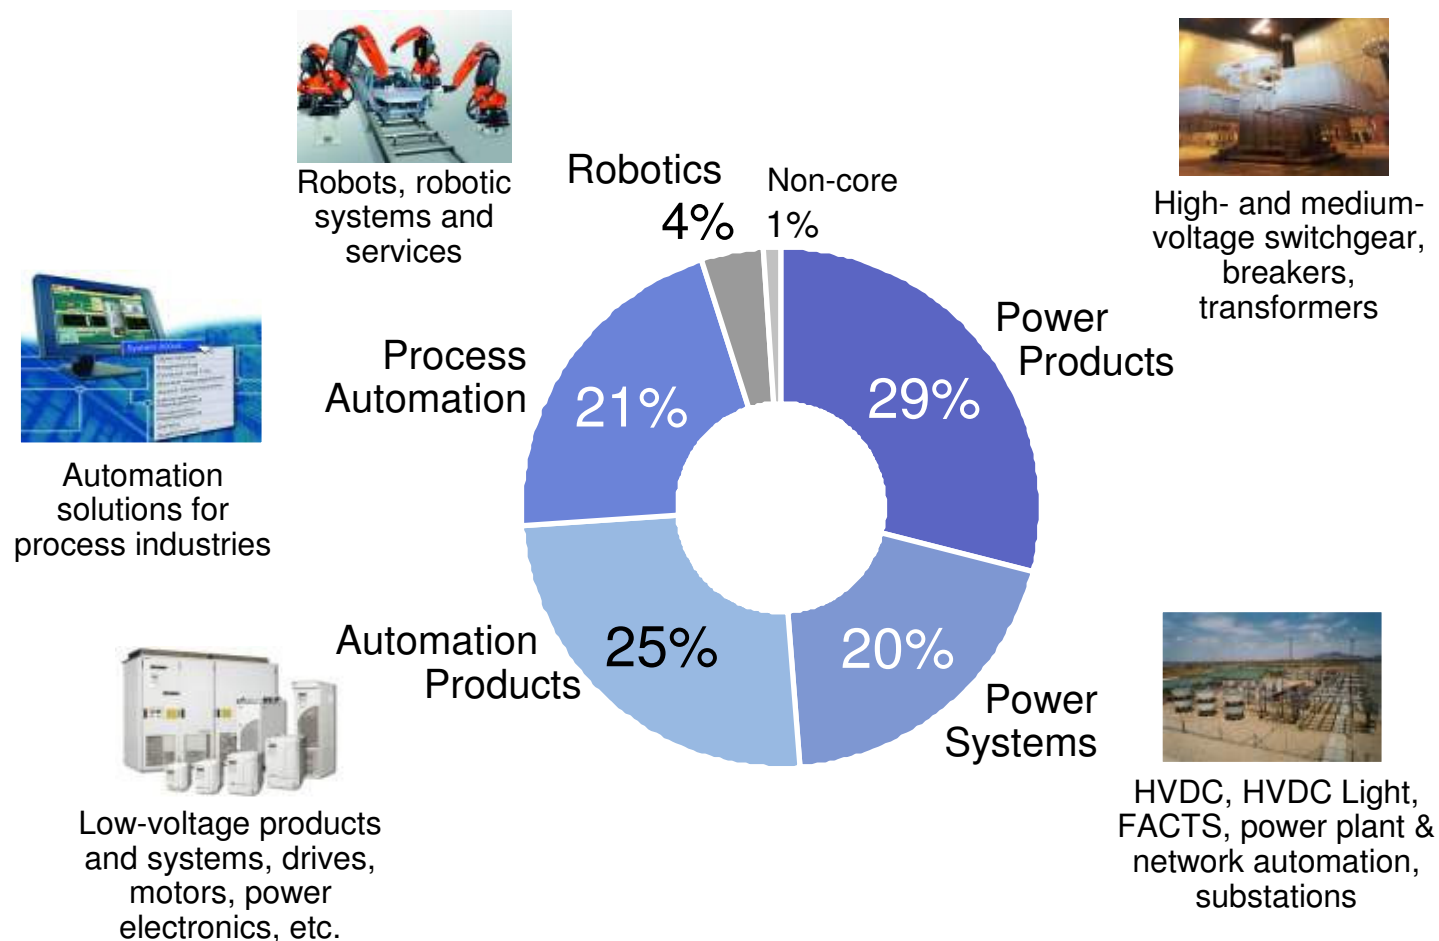 Robots, robotic
systems and
services
Robotics
4%
Non-core
1%
High- and medium-
voltage switchgear,
breakers,
transformers
Power
Products
29%
Process
Automation
21%
Automation
solutions for
process industries
Automation
Products
25%
20%
Power
Systems
Low-voltage products
and systems, drives,
motors, power
electronics, etc.
HVDC, HVDC Light,
FACTS, power plant &
network automation,
substations